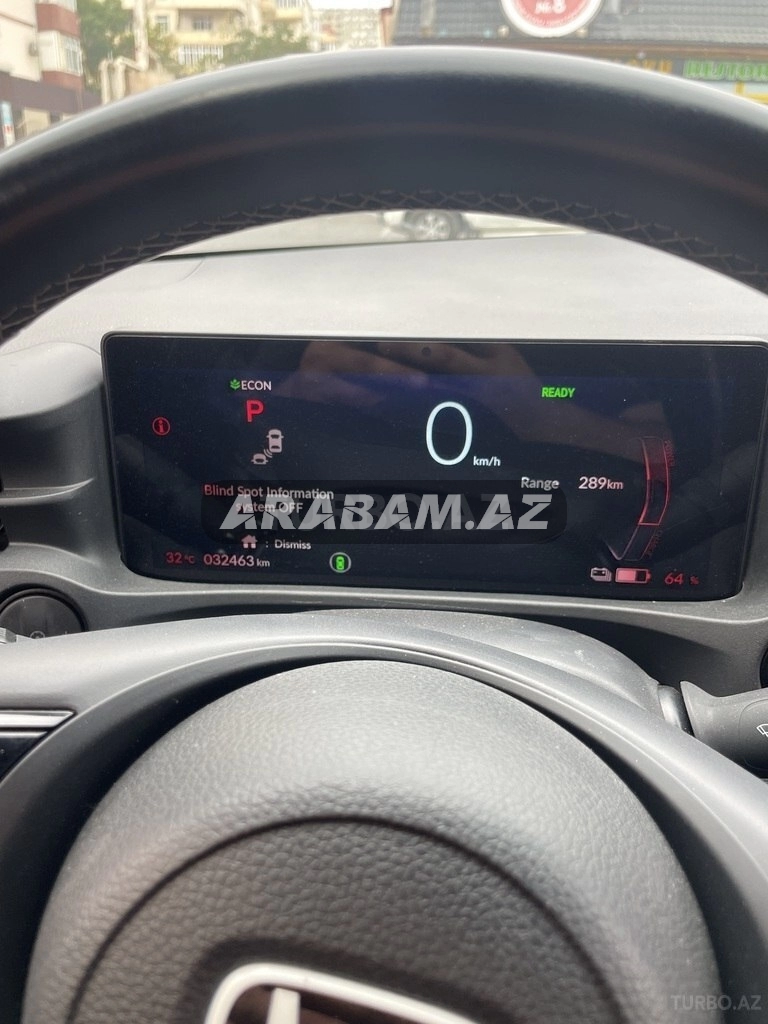 №8
ECON
READY
P
0 km/h
Range 289km
Blind Spot Information
system OFF
ARABAM.AZ
: Dismiss
32°C 032463 km
64 %
TURBO.AZ